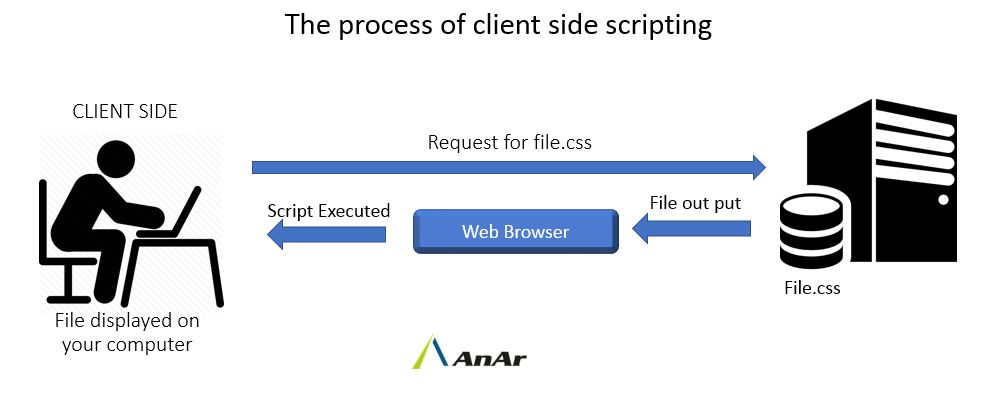 The process of client side scripting
CLIENT SIDE
Request for file.css
Script Executed
Web Browser
File out put
File.css
File displayed on
your computer
AnAr